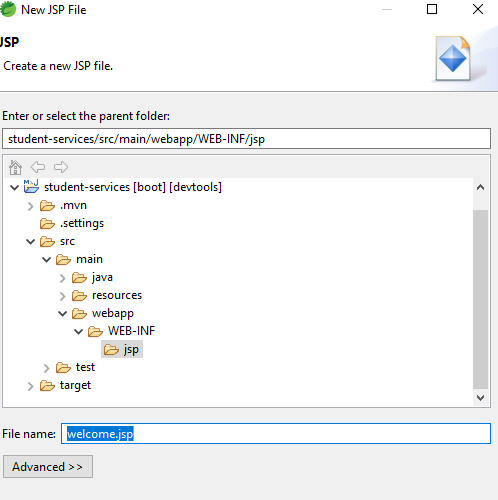 New JSP File
JSP
Create a new JSP file.
Enter or select the parent folder:
student-services/src/main/webapp/WEB-INF/jsp
student-services [boot] [devtools]
.mvn
.settings
src
main
java
resources
webapp
WEB-INF
jsp
test
target
File name: welcome.jsp
Advanced >>